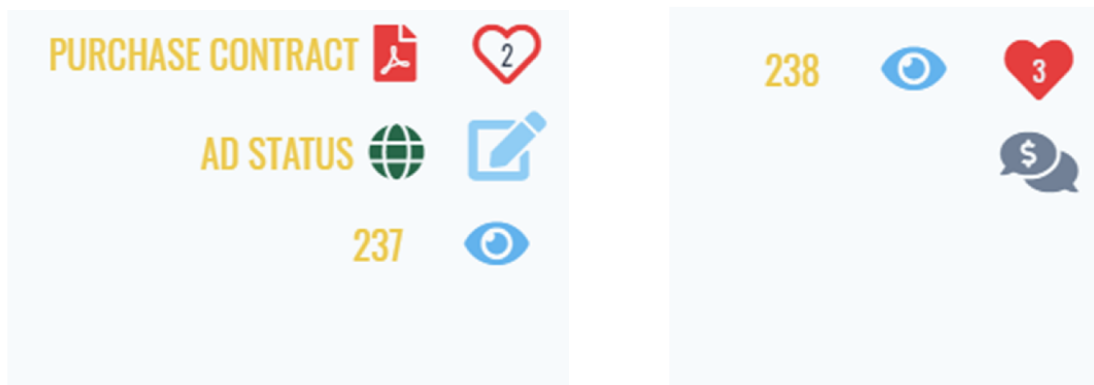 PURCHASE CONTRACT 2
AD STATUS
237
238 3
$